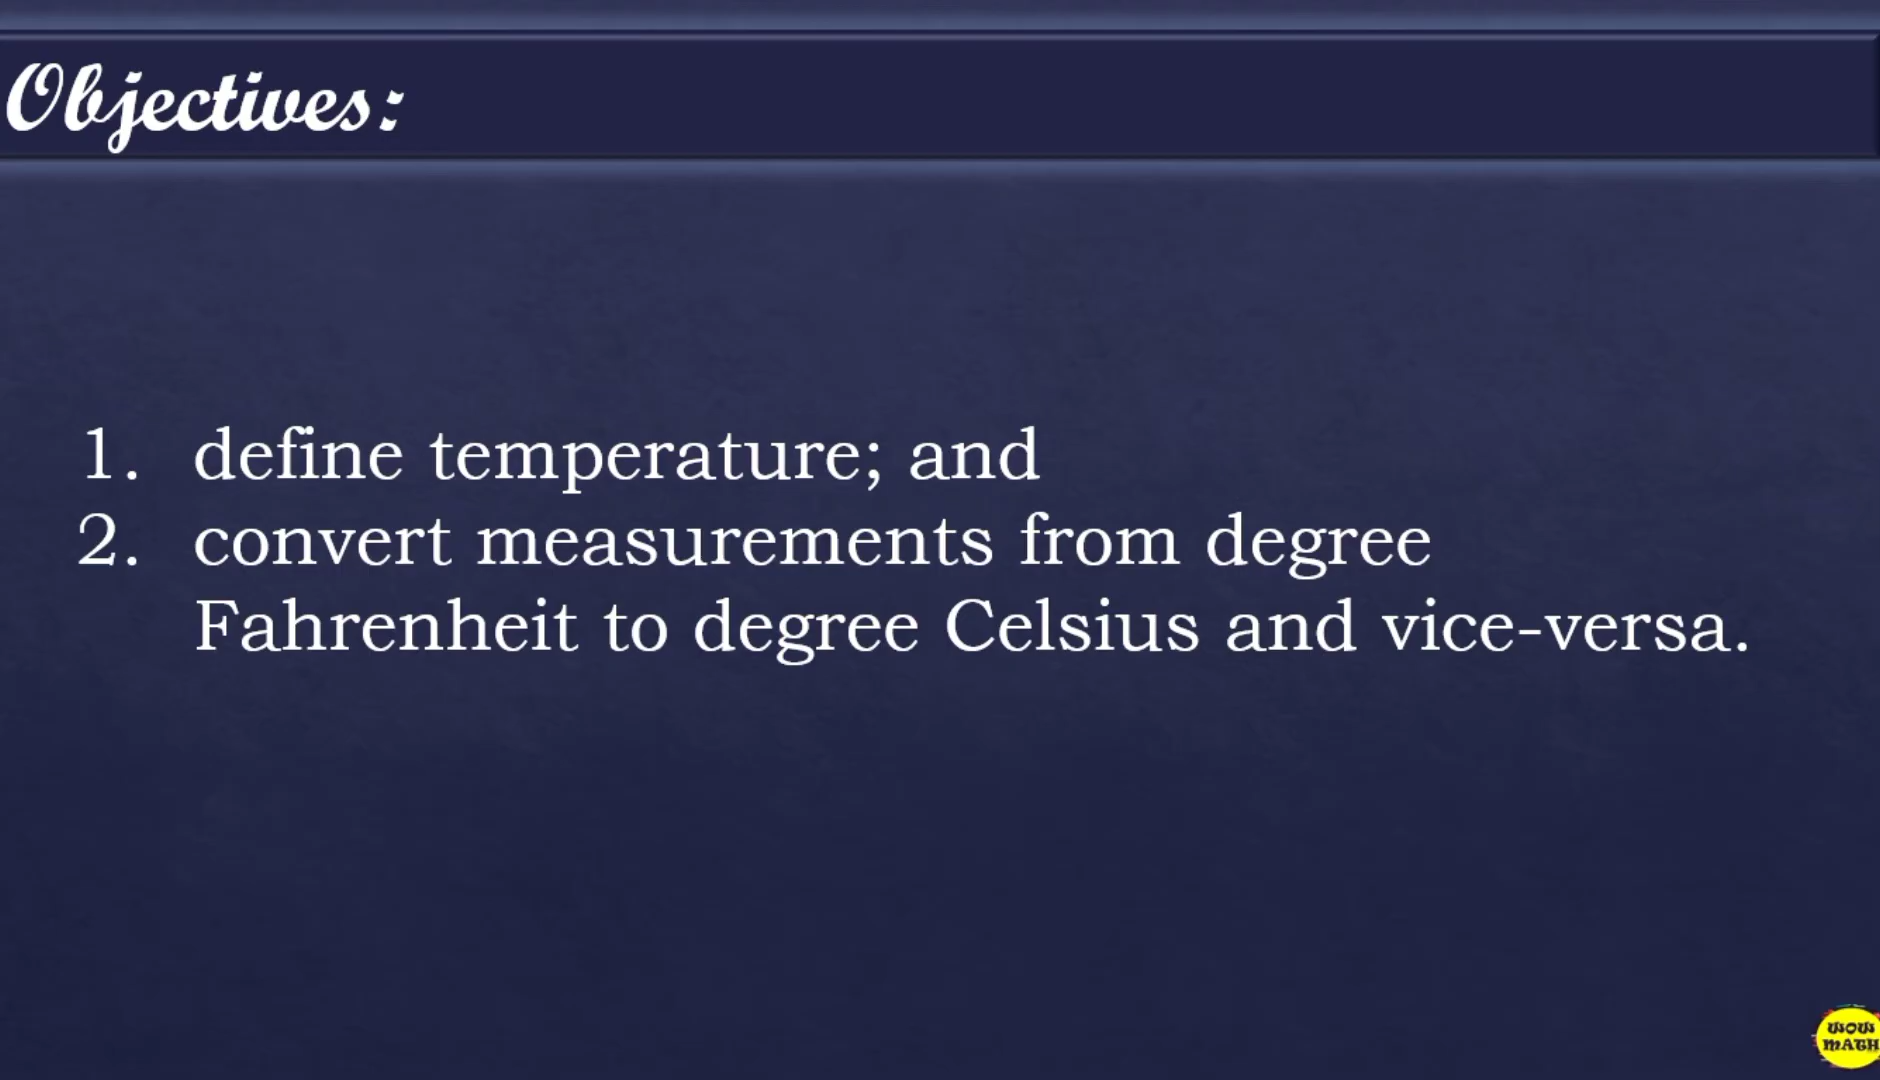 Objectives:
1. define temperature; and
2. convert measurements from degree
Fahrenheit to degree Celsius and vice-versa.
WOW
MATH